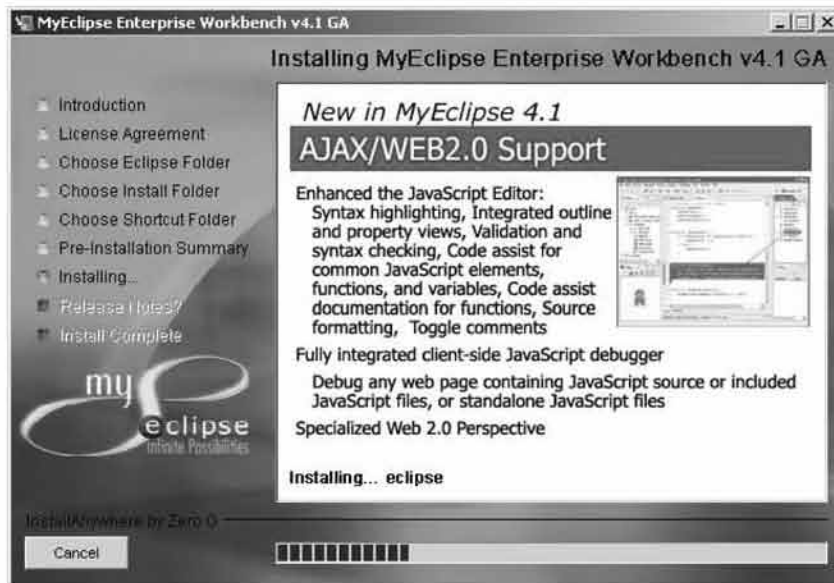 MyEclipse Enterprise Workbench v4.1 GA
Installing MyEclipse Enterprise Workbench v4.1 GA
Introduction
License Agreement
Choose Eclipse Folder
Choose Install Folder
Choose Shortcut Folder
Pre-Installation Summary
Installing...
Release Notes?
Install Complete
my
eclipse
Infinite Possibilities
New in MyEclipse 4.1
AJAX/WEB2.0 Support
Enhanced the JavaScript Editor:
Syntax highlighting, Integrated outline
and property views, Validation and
syntax checking, Code assist for
common JavaScript elements,
functions, and variables, Code assist
documentation for functions, Source
formatting, Toggle comments
Fully integrated client-side JavaScript debugger
Debug any web page containing JavaScript source or included
JavaScript files, or standalone JavaScript files
Specialized Web 2.0 Perspective
Installing... eclipse
InstallAnywhere by Zero G
Cancel